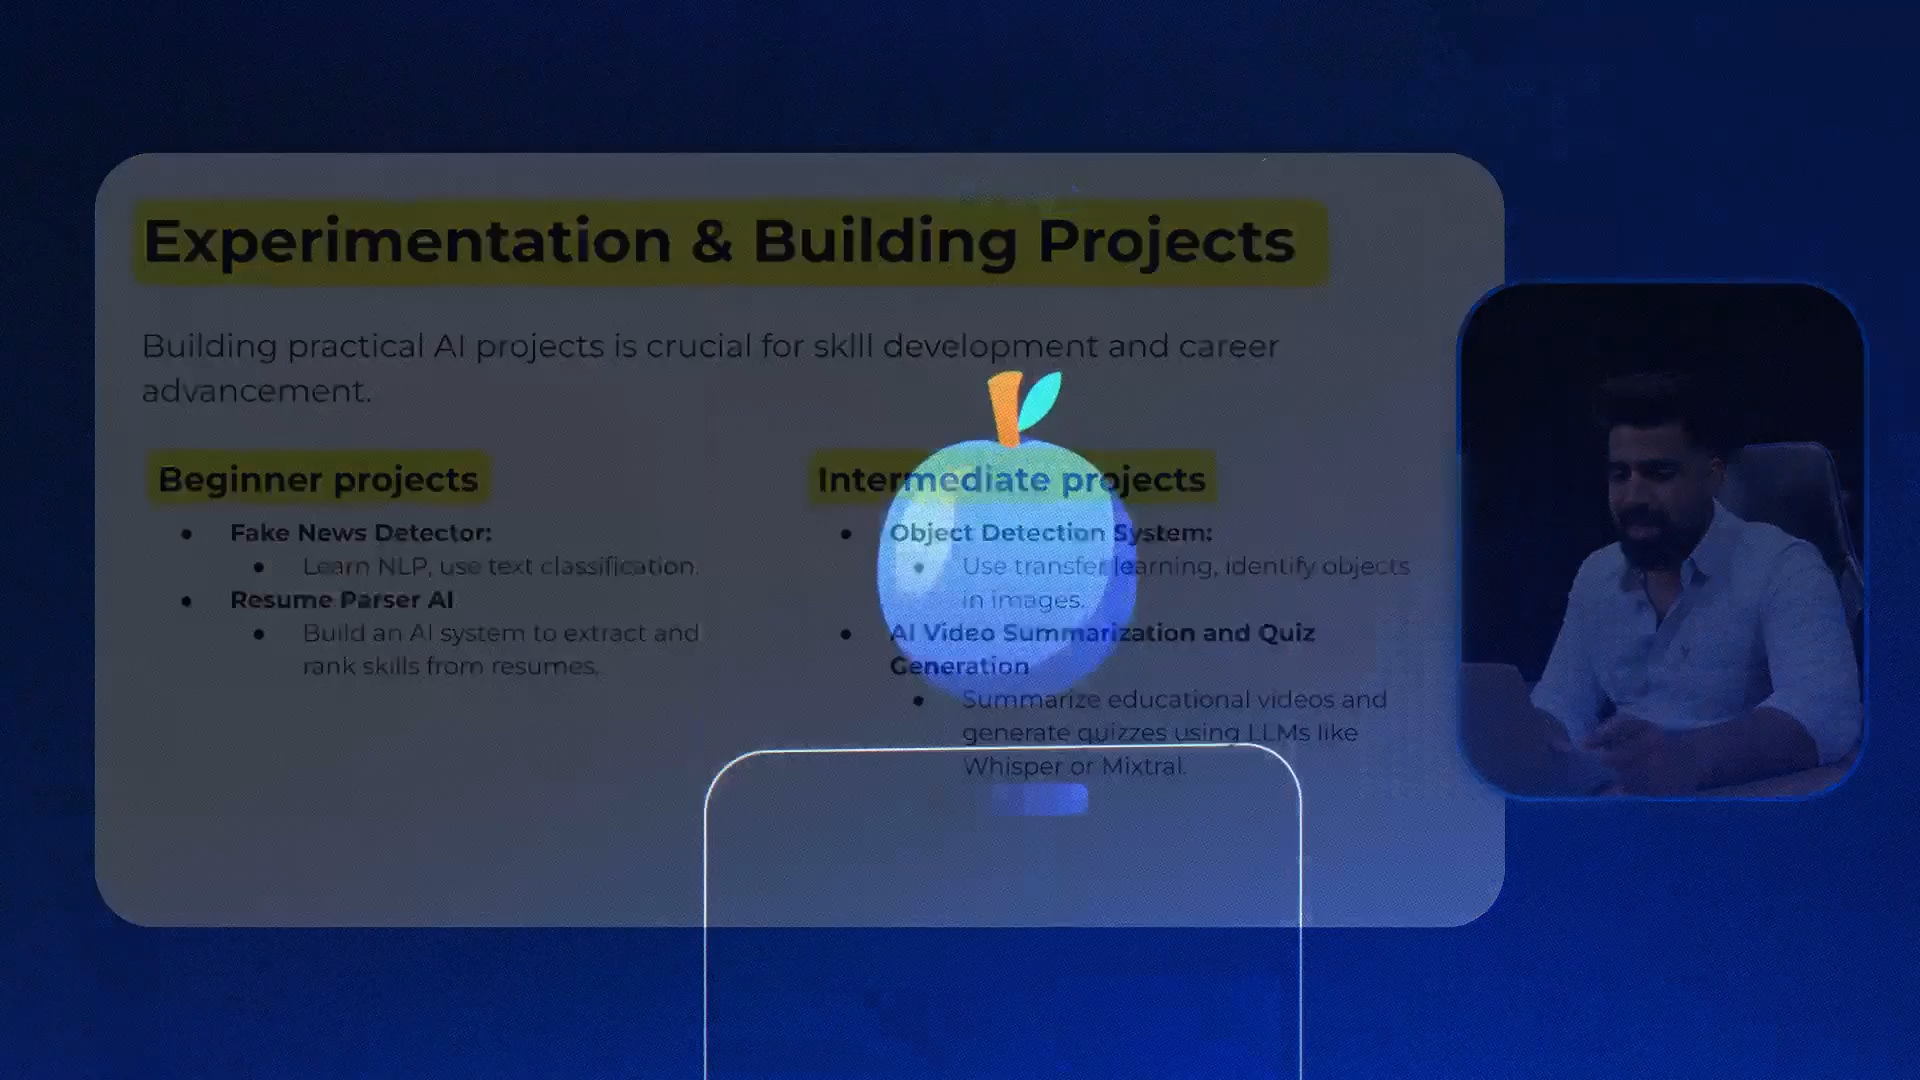 Experimentation & Building Projects
Building practical AI projects is crucial for sklll development and career
advancement.
Beginner projects
Fake News Detector:
Learn NLP, use text classification.
Resume Parser AI
Build an AI system to extract and
rank skills from resumes.
Intermediate projects
Object Detection System:
Use transfer learning, identify objects
in images.
AI Video Summarization and Quiz
Generation
Summarize educational videos and
generate quizzes using LLMs like
Whisper or Mixtral.